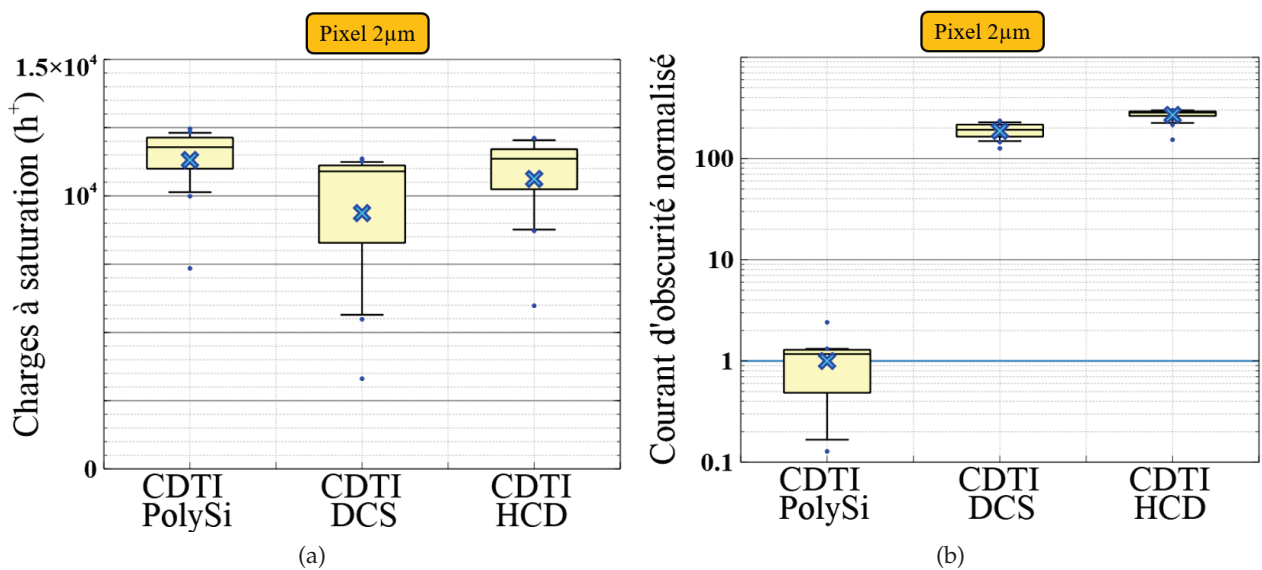 Pixel 2µm
Charges à saturation (h⁺)
1.5×10⁴
10⁴
0
CDTI
PolySi
CDTI
DCS
CDTI
HCD
(a)
Pixel 2µm
Courant d'obscurité normalisé
100
10
1
0.1
CDTI
PolySi
CDTI
DCS
CDTI
HCD
(b)